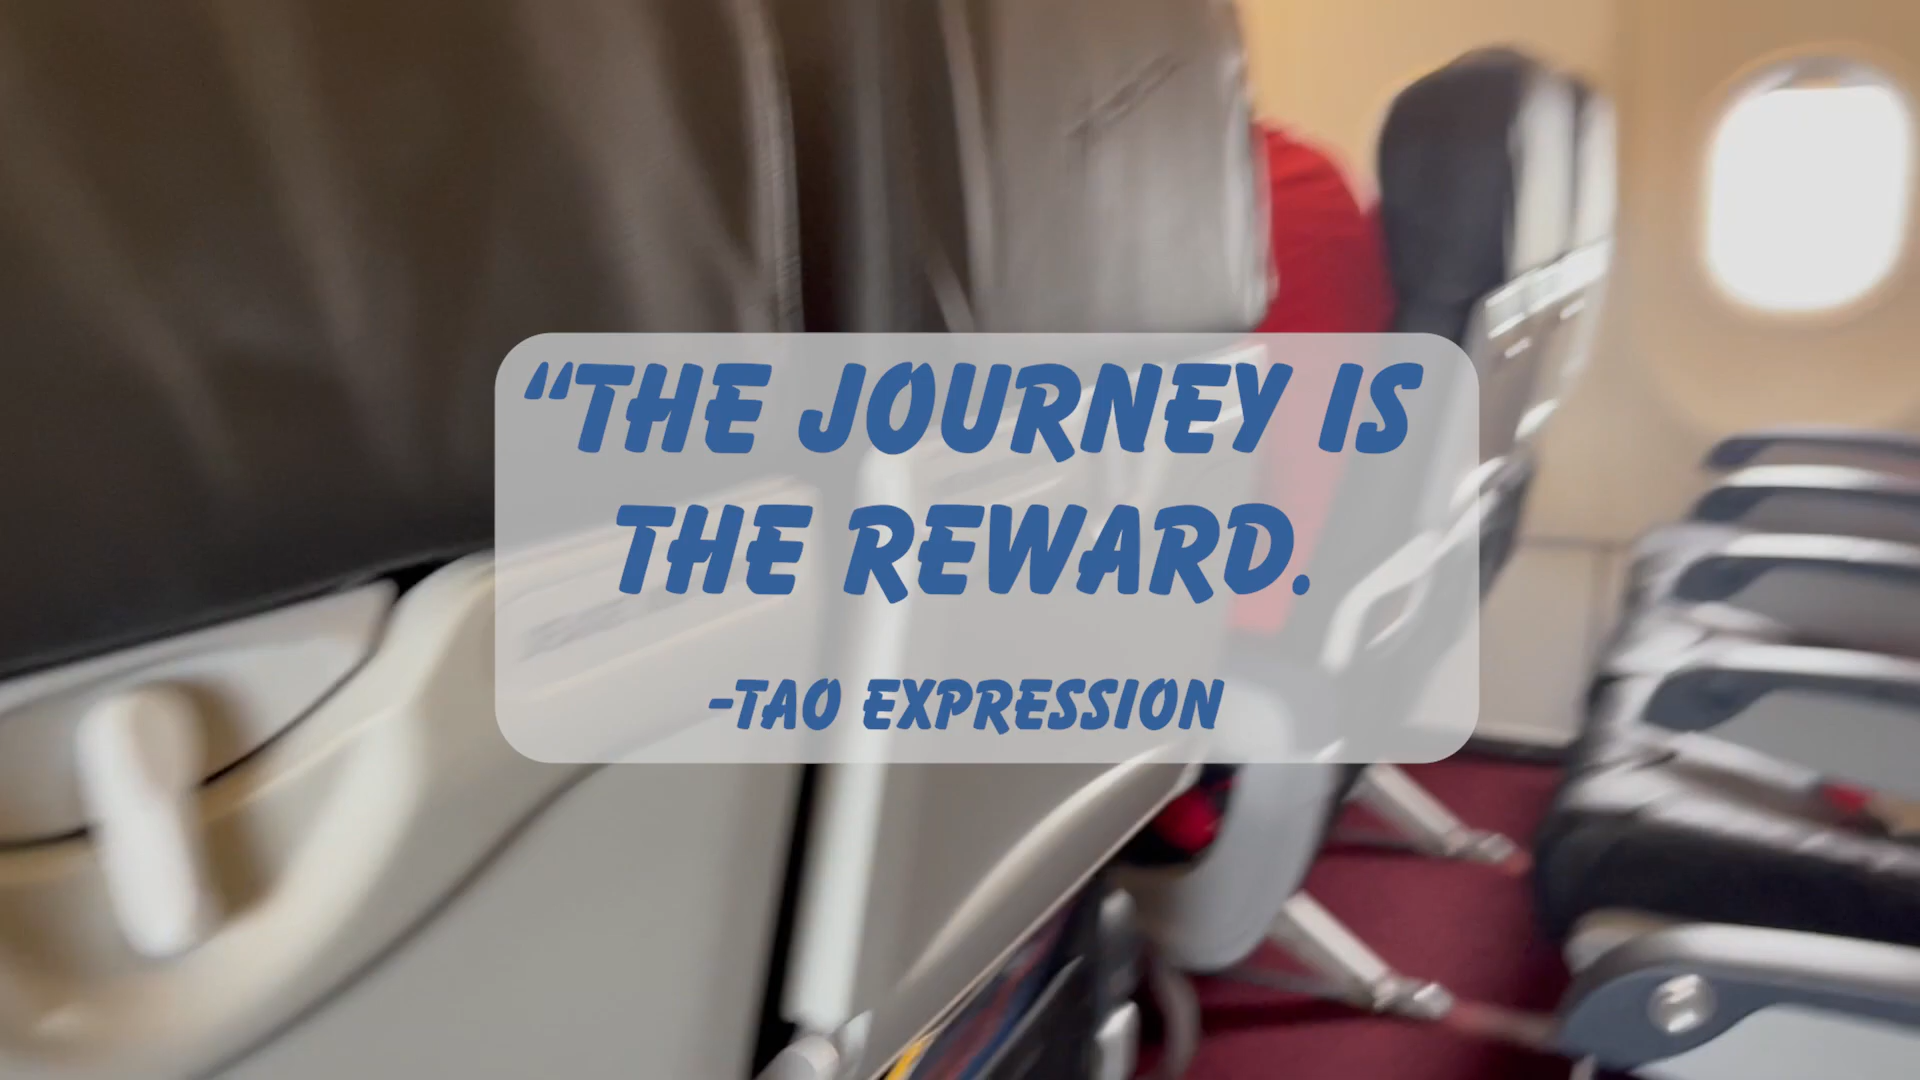 “THE JOURNEY IS
THE REWARD.
-TAO EXPRESSION